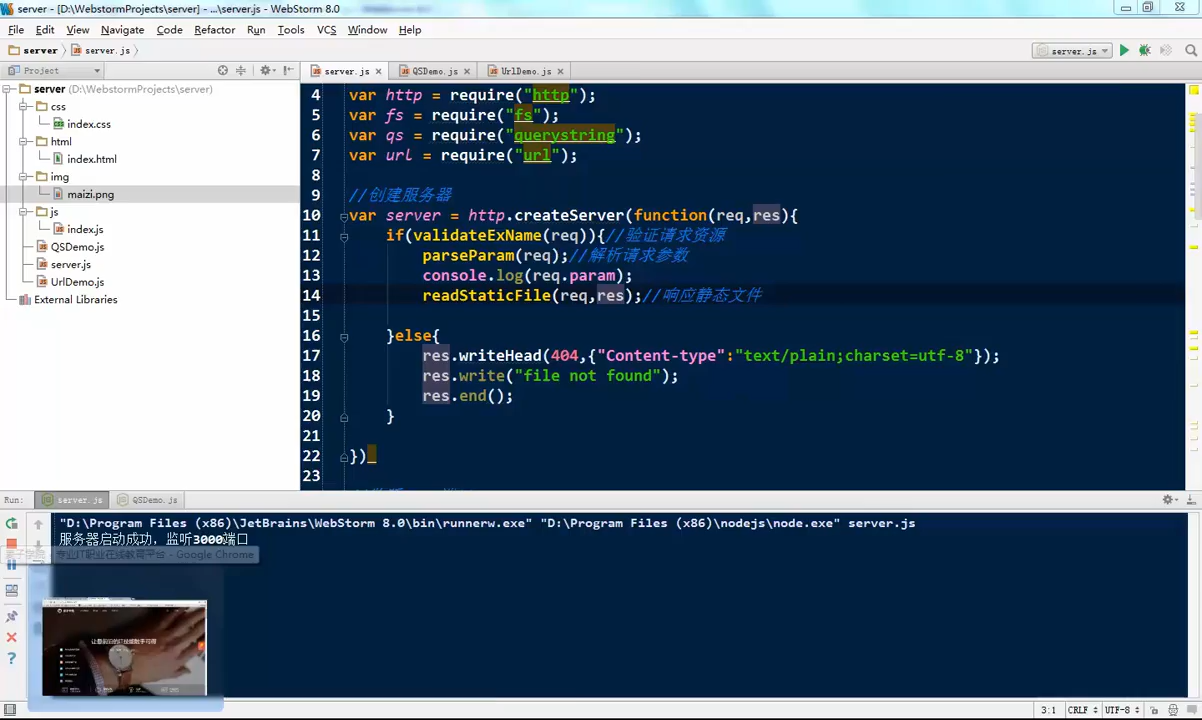 server - [D:\WebstormProjects\server] - ...\server.js - WebStorm 8.0
File Edit View Navigate Code Refactor Run Tools VCS Window Help
server server.js server.js
Project server.js QSDemo.js UrlDemo.js
server (D:\WebstormProjects\server)
css
index.css
html
index.html
img
maizi.png
js
index.js
QSDemo.js
server.js
UrlDemo.js
External Libraries
4 var http = require("http");
5 var fs = require("fs");
6 var qs = require("querystring");
7 var url = require("url");
8
9 //创建服务器
10 var server = http.createServer(function(req,res){
11 if(validateExName(req)){//验证请求资源
12 parseParam(req);//解析请求参数
13 console.log(req.param);
14 readStaticFile(req,res);//响应静态文件
15
16 }else{
17 res.writeHead(404,{"Content-type":"text/plain;charset=utf-8"});
18 res.write("file not found");
19 res.end();
20 }
21
22 })
23
Run: server.js QSDemo.js
"D:\Program Files (x86)\JetBrains\WebStorm 8.0\bin\runnerw.exe" "D:\Program Files (x86)\nodejs\node.exe" server.js
服务器启动成功，监听3000端口
专业IT职业在线教育平台 - Google Chrome
3:1 CRLF UTF-8